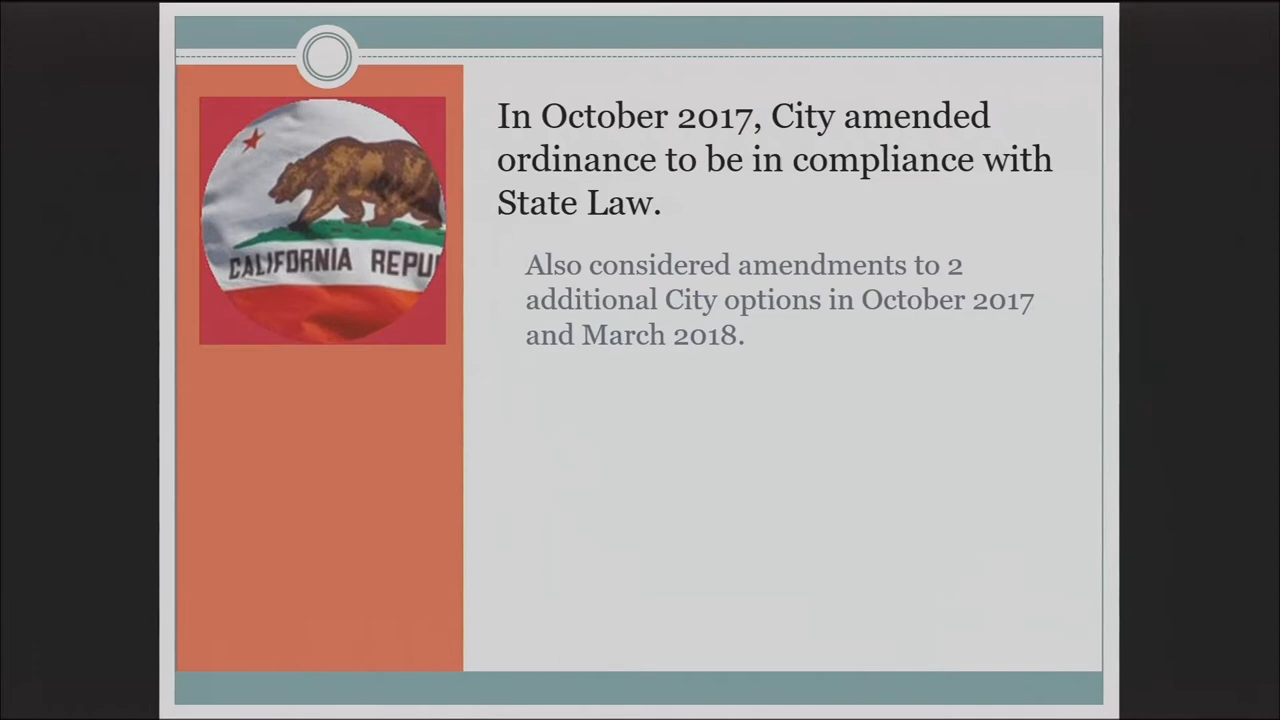 In October 2017, City amended
ordinance to be in compliance with
State Law.
Also considered amendments to 2
additional City options in October 2017
and March 2018.
CALIFORNIA REPU